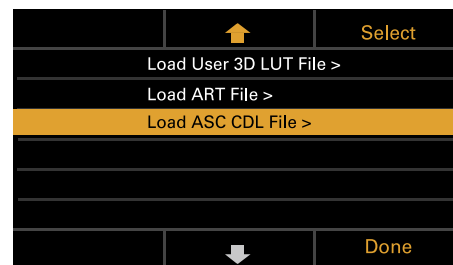 Select
Load User 3D LUT File >
Load ART File >
Load ASC CDL File >
Done